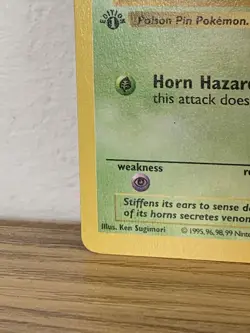 EDITION
1
Poison Pin Pokémon.
Horn Hazard
this attack does
weakness
Stiffens its ears to sense
of its horns secretes venom
Illus. Ken Sugimori © 1995, 96, 98, 99